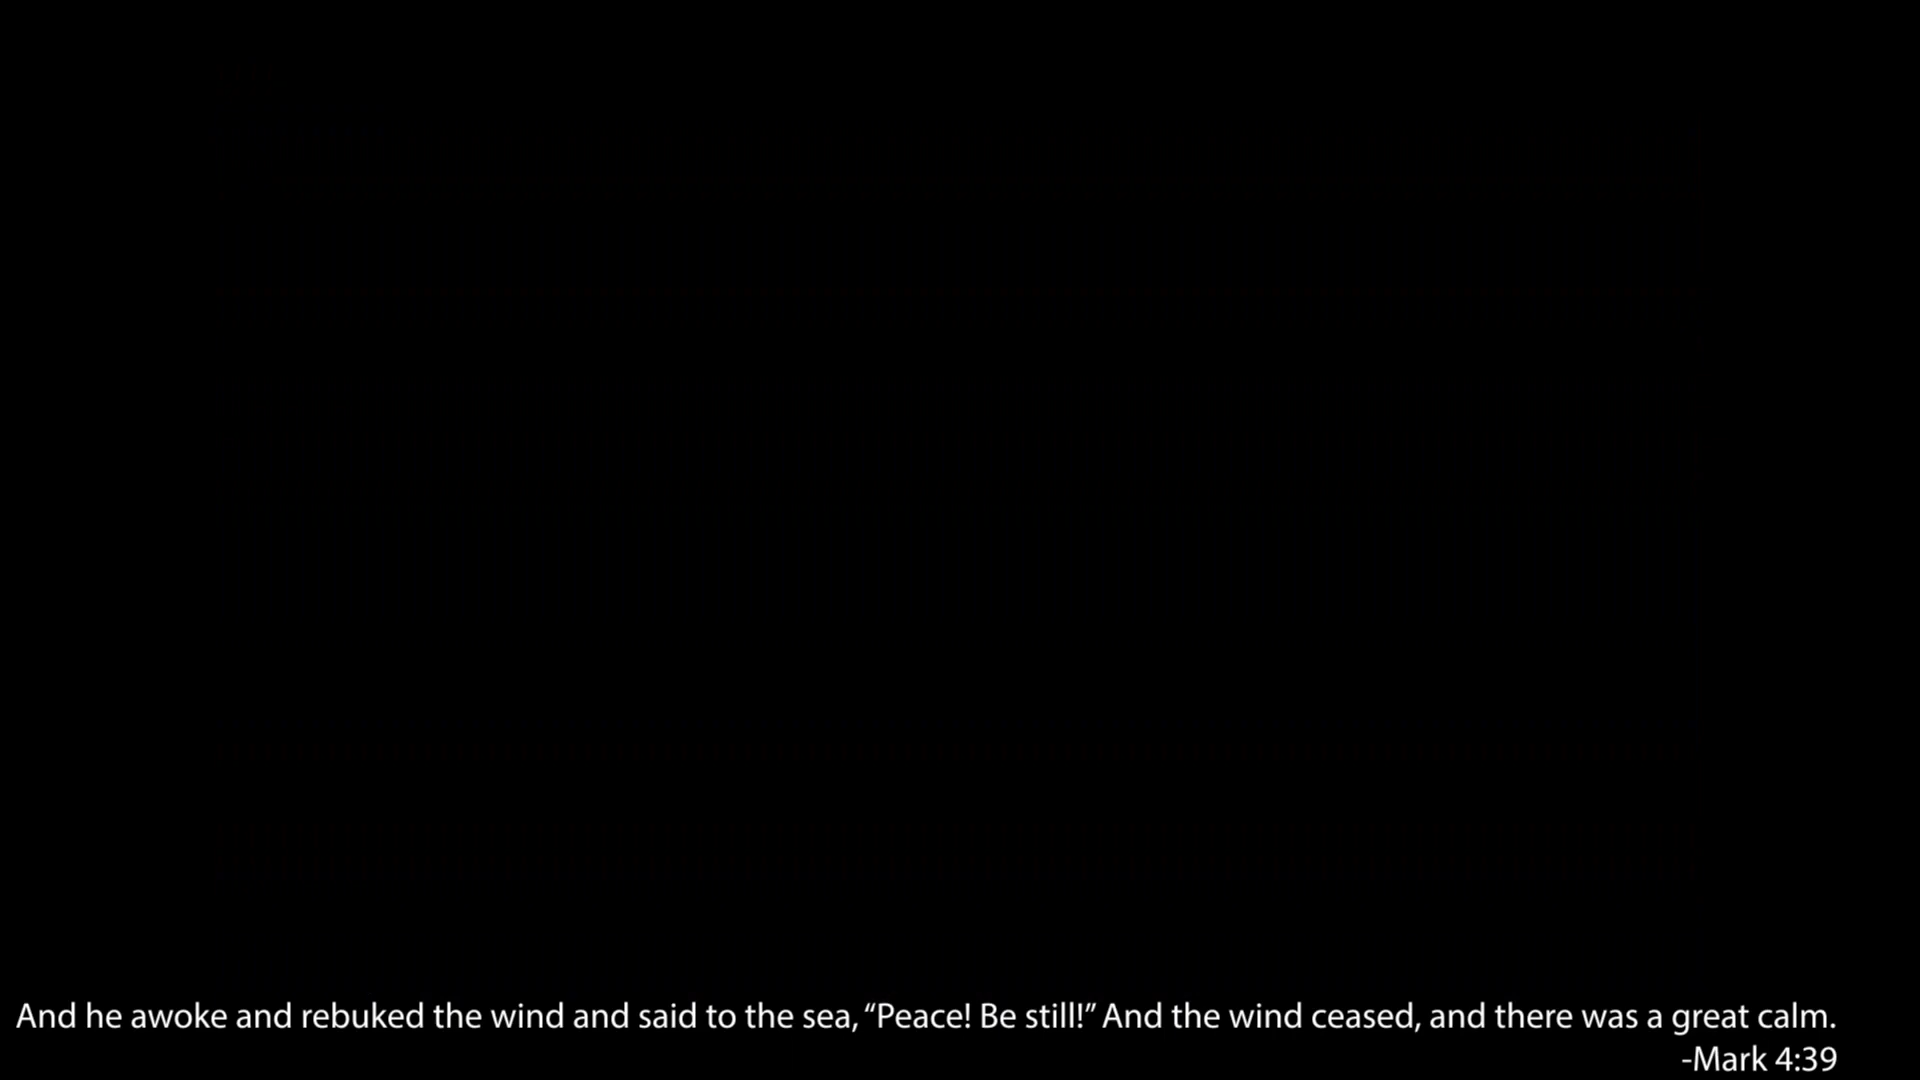 And he awoke and rebuked the wind and said to the sea, “Peace! Be still!” And the wind ceased, and there was a great calm.
-Mark 4:39